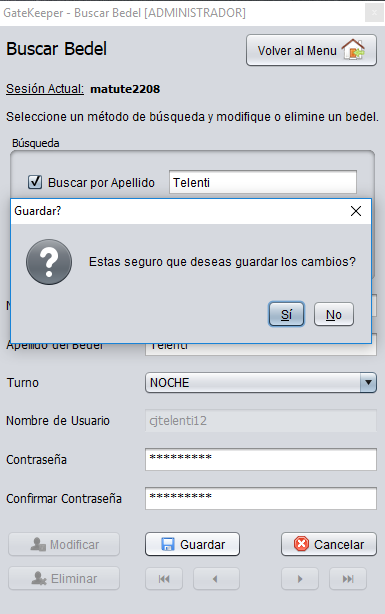 GateKeeper - Buscar Bedel [ADMINISTRADOR]
Buscar Bedel
Volver al Menu
Sesión Actual: matute2208
Seleccione un método de búsqueda y modifique o elimine un bedel.
Búsqueda
Buscar por Apellido Telenti
Guardar?
Estas seguro que deseas guardar los cambios?
Sí No
Apellido del Bedel Telenti
Turno NOCHE
Nombre de Usuario cjtelenti12
Contraseña *********
Confirmar Contraseña *********
Modificar Guardar Cancelar
Eliminar